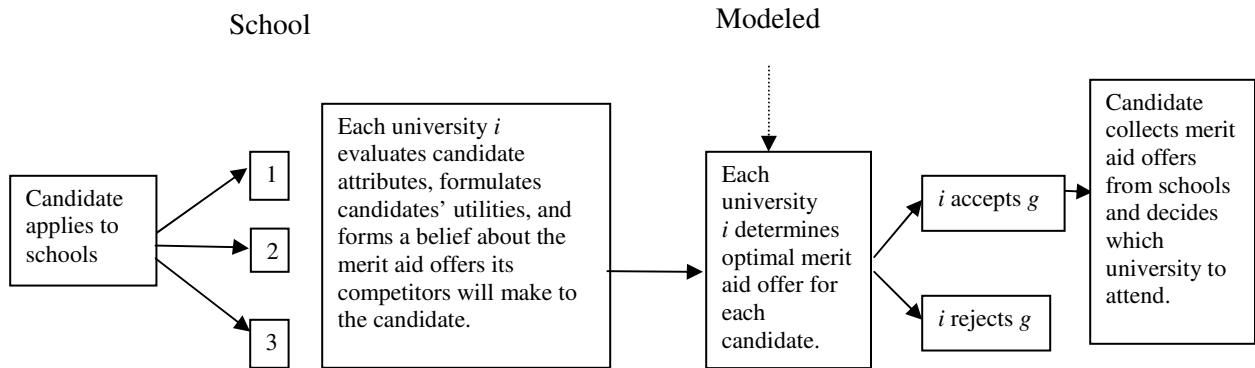 School
Modeled
Candidate
applies to
schools
1
2
3
Each university i
evaluates candidate
attributes, formulates
candidates’ utilities, and
forms a belief about the
merit aid offers its
competitors will make to
the candidate.
Each
university
i determines
optimal merit
aid offer for
each
candidate.
i accepts g
i rejects g
Candidate
collects merit
aid offers
from schools
and decides
which
university to
attend.